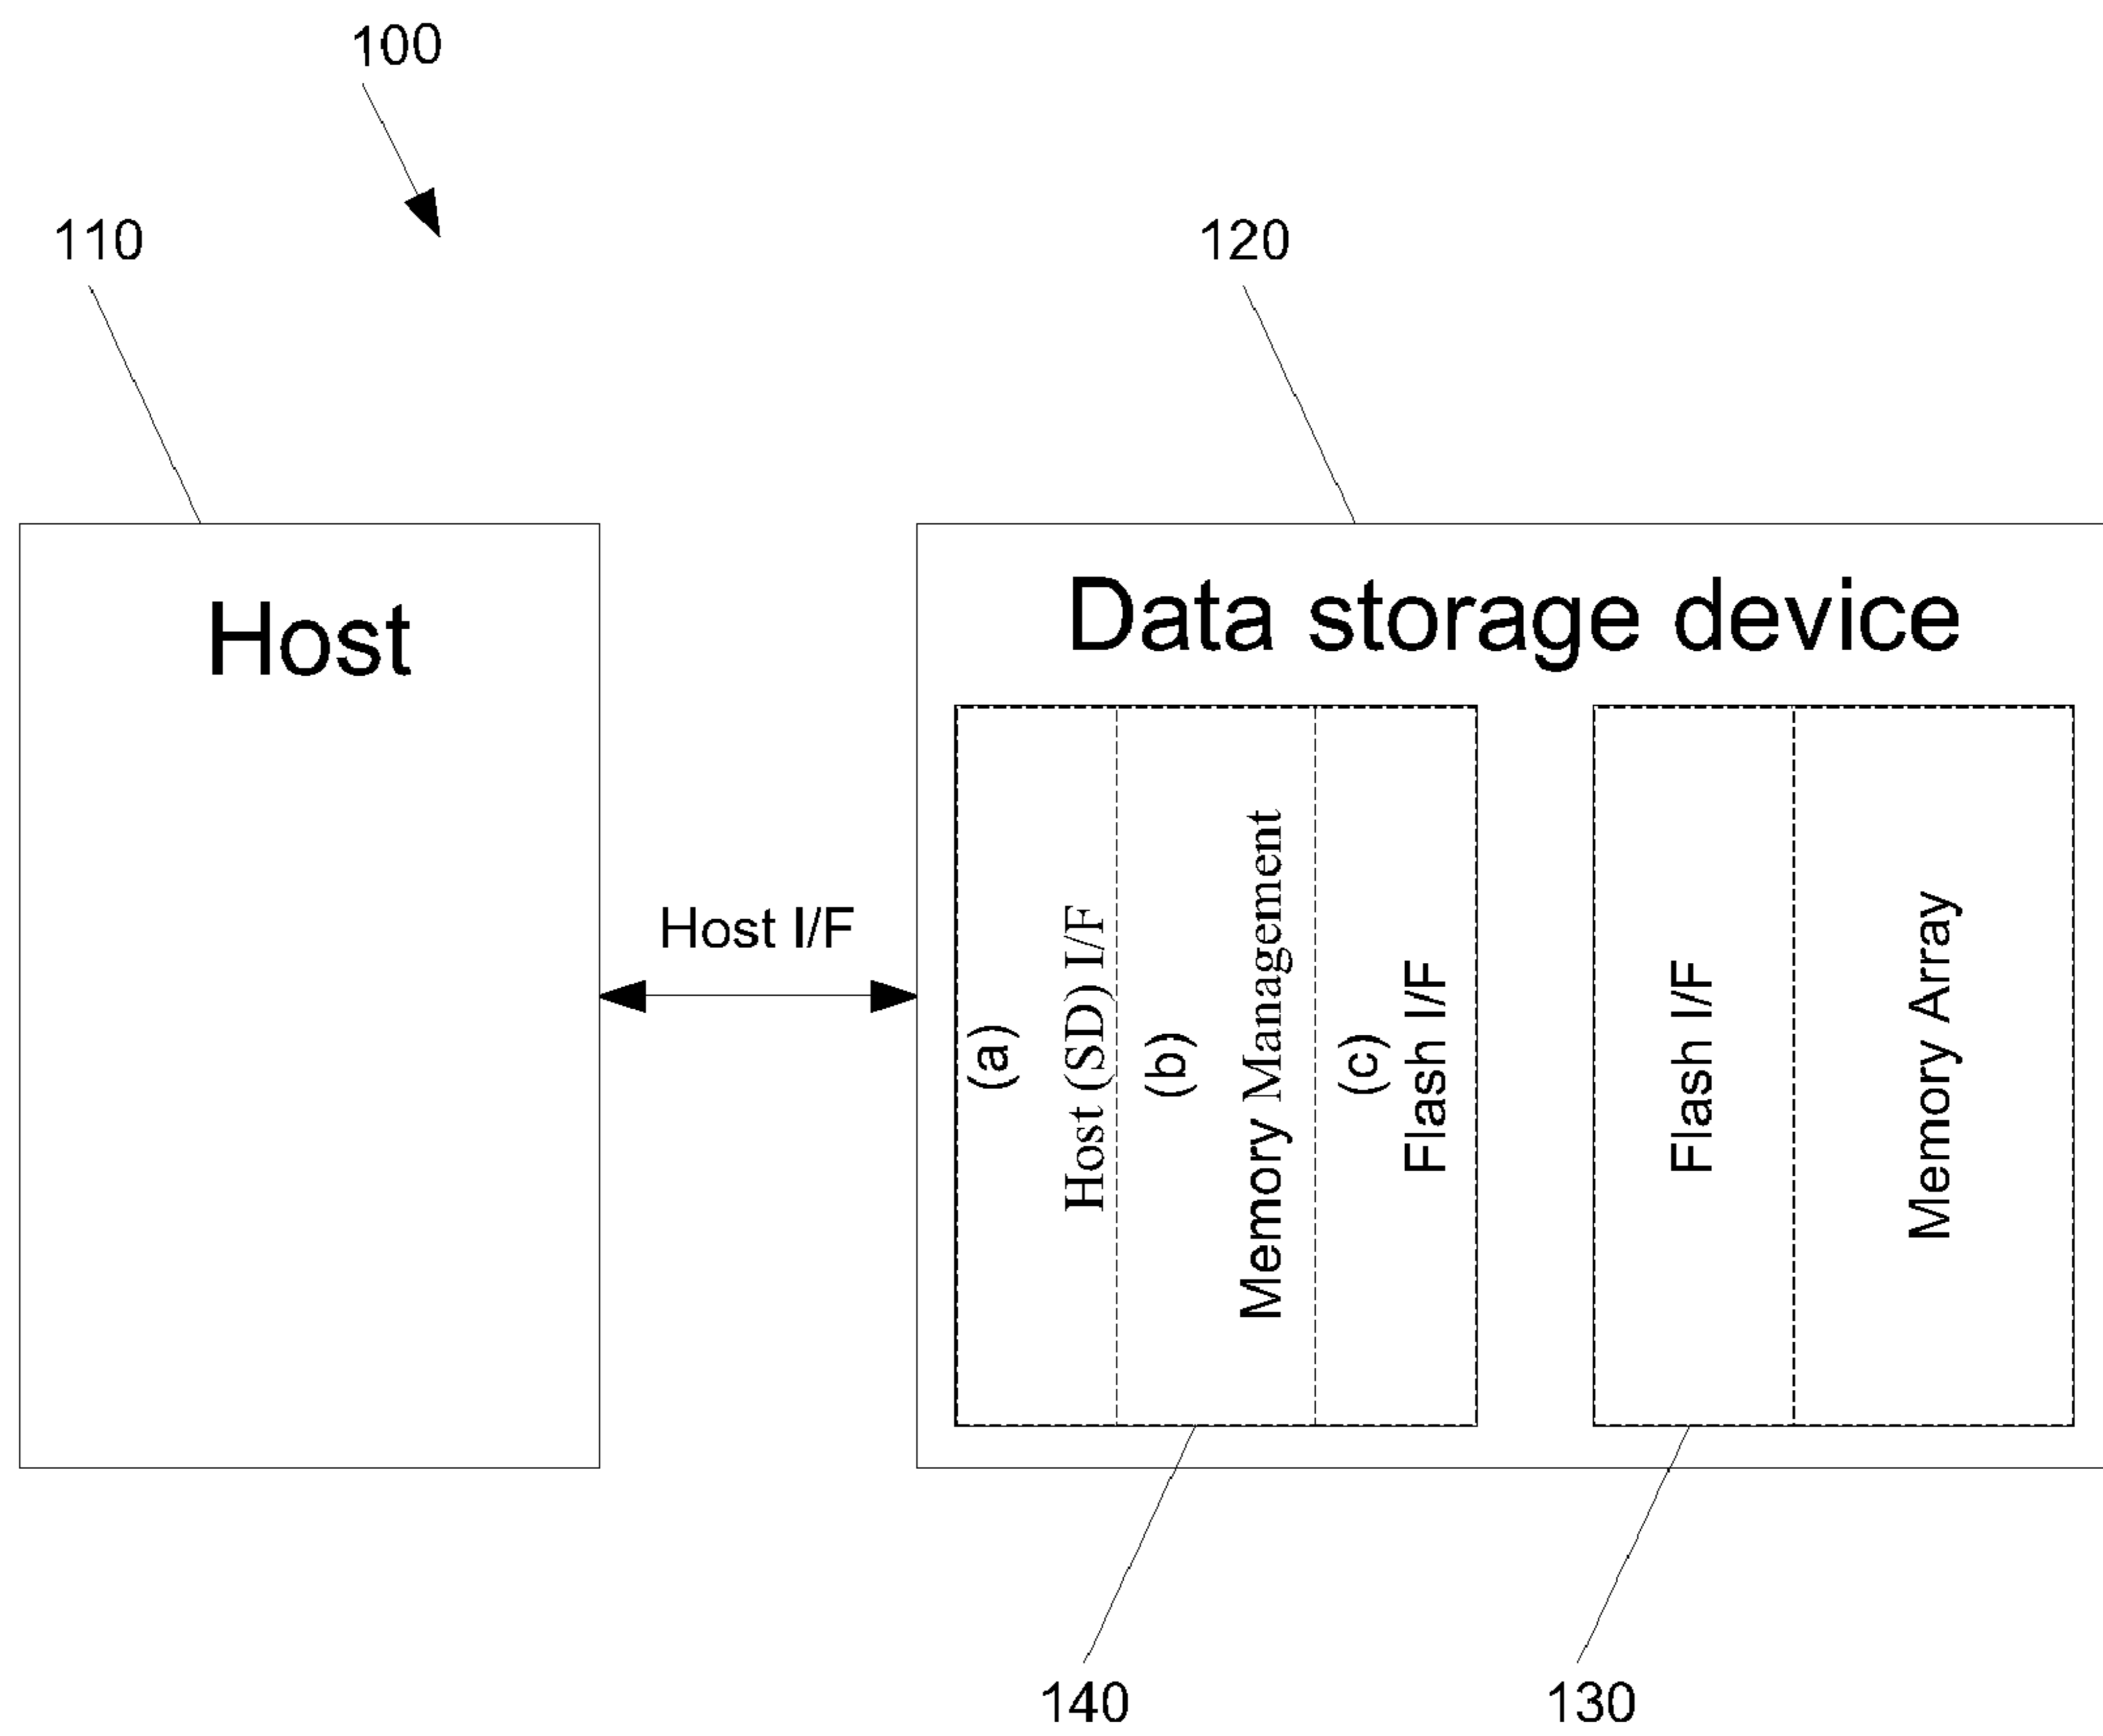 100
110
120
Host
Data storage device
Host I/F
(a)
Host (SD) I/F
(b)
Memory Management
(c)
Flash I/F
Flash I/F
Memory Array
140
130